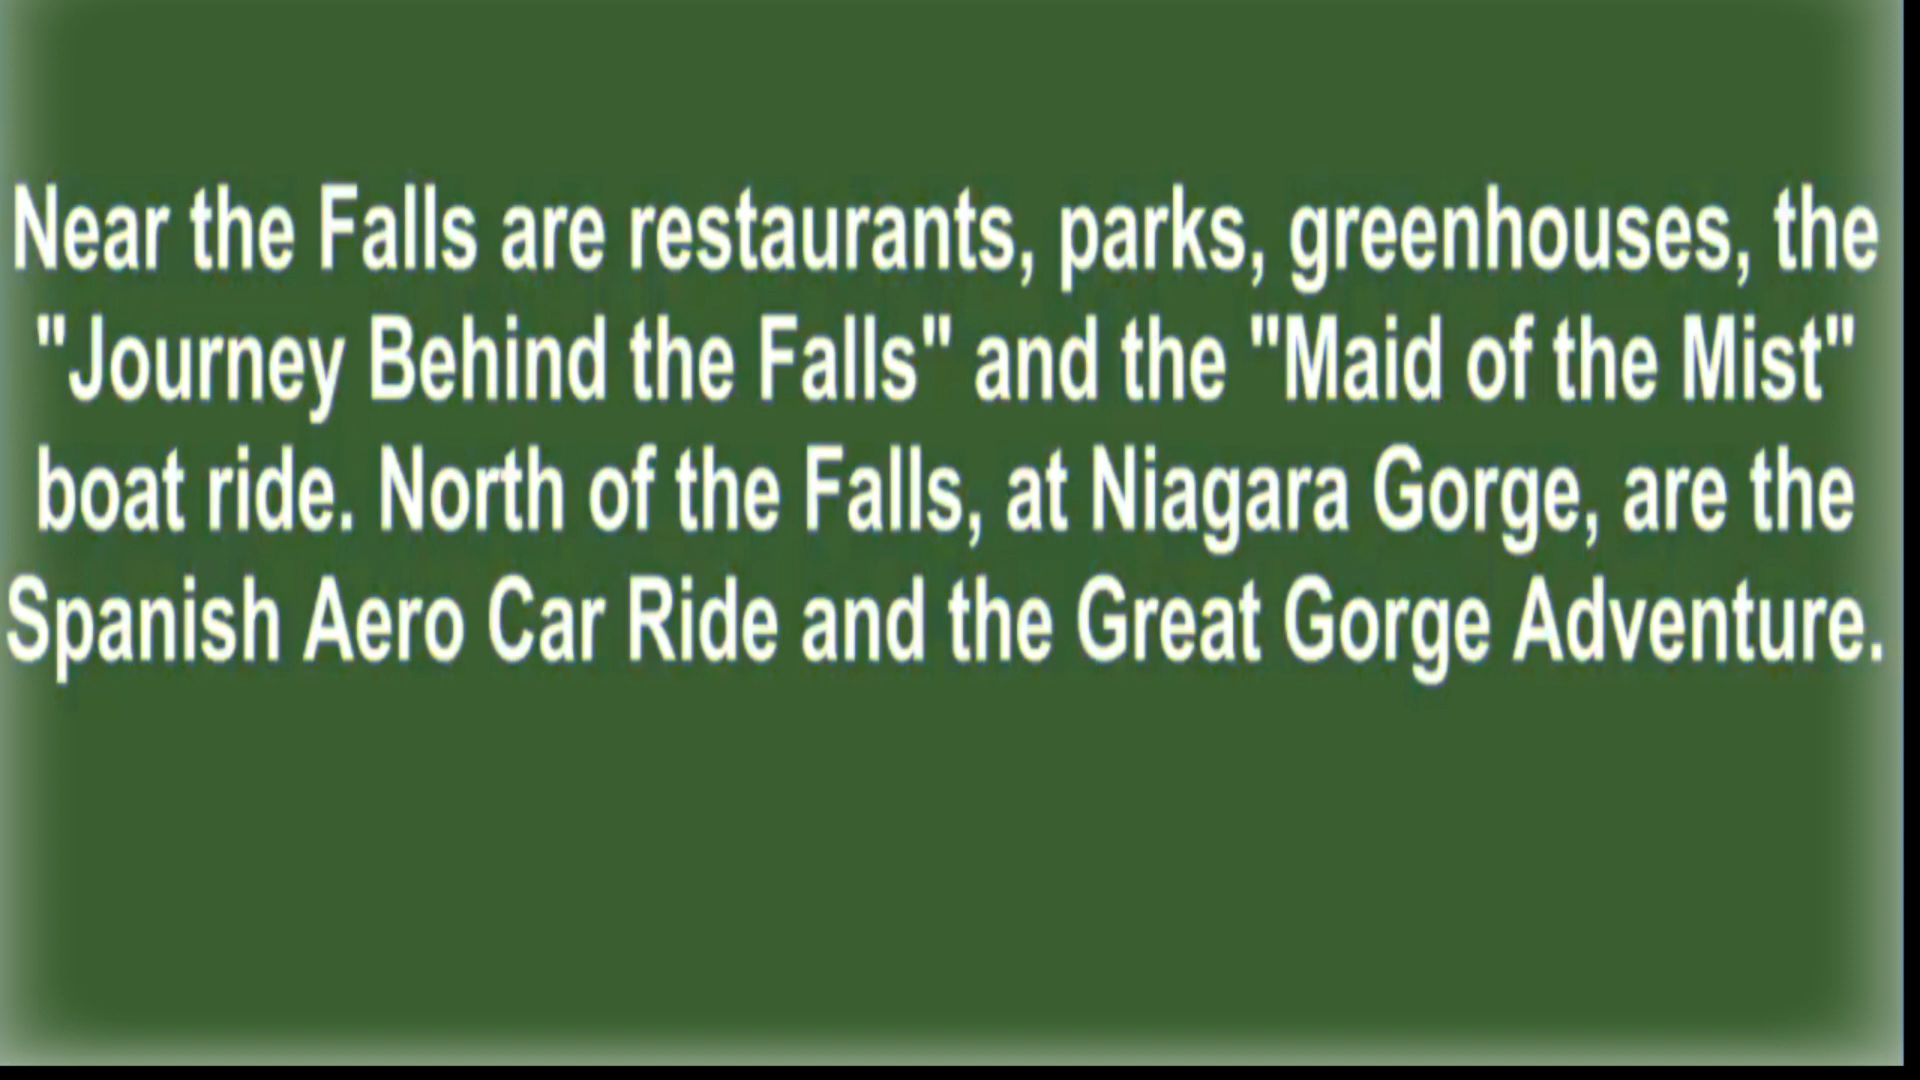 Near the Falls are restaurants, parks, greenhouses, the
"Journey Behind the Falls" and the "Maid of the Mist"
boat ride. North of the Falls, at Niagara Gorge, are the
Spanish Aero Car Ride and the Great Gorge Adventure.